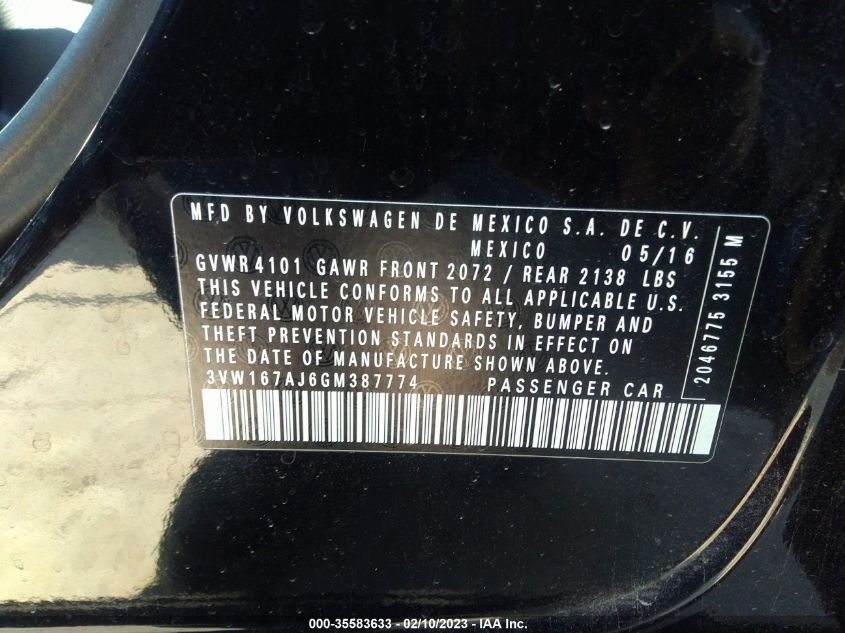 MFD BY VOLKSWAGEN DE MEXICO S.A. DE C.V.
MEXICO 05/16
GVWR 4101 GAWR FRONT 2072 / REAR 2138 LBS
THIS VEHICLE CONFORMS TO ALL APPLICABLE U.S.
FEDERAL MOTOR VEHICLE SAFETY, BUMPER AND
THEFT PREVENTION STANDARDS IN EFFECT ON
THE DATE OF MANUFACTURE SHOWN ABOVE.
3VW167AJ6GM387774 PASSENGER CAR
2046775 3155 M
000-35583633 - 02/10/2023 - © IAA Inc.